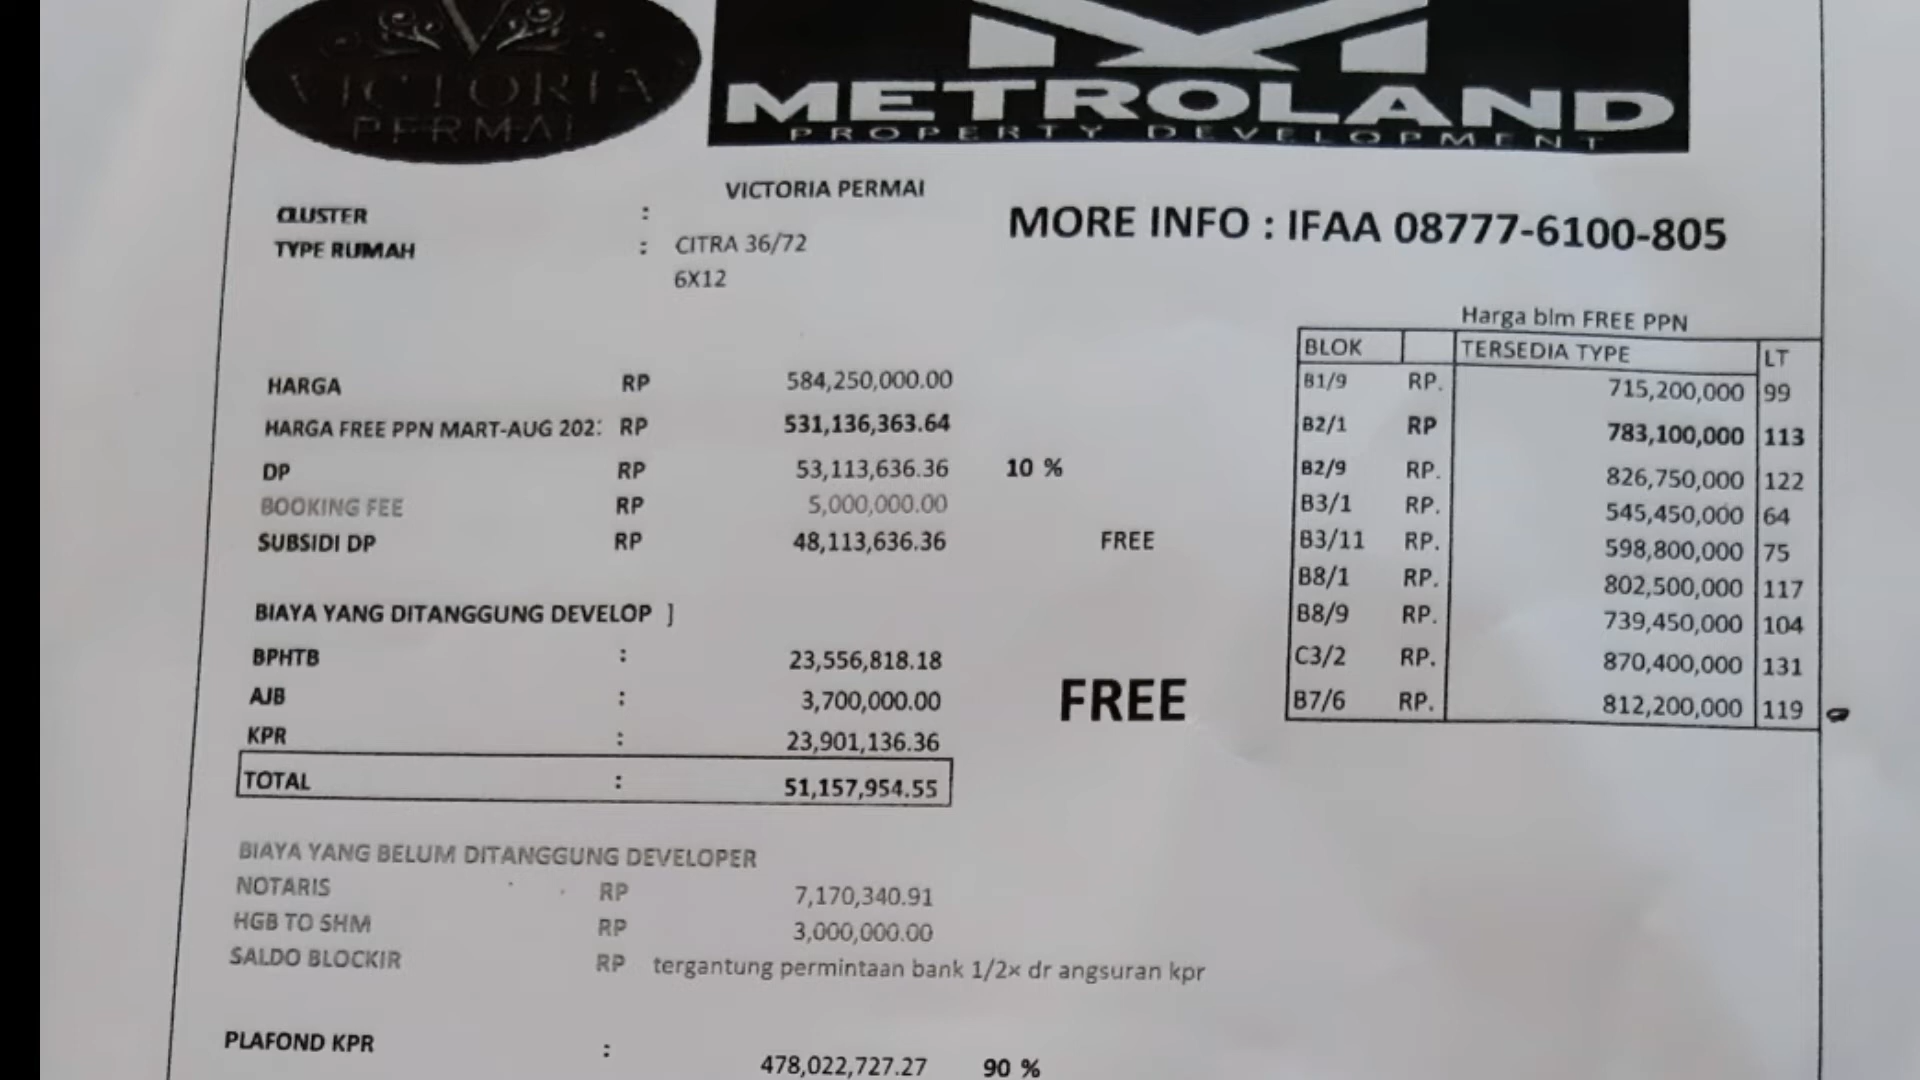 VICTORIA
PERMAI
METROLAND
PROPERTY DEVELOPMENT
CLUSTER : VICTORIA PERMAI
TYPE RUMAH : CITRA 36/72
6X12
MORE INFO : IFAA 08777-6100-805
HARGA RP 584,250,000.00
HARGA FREE PPN MART-AUG 202: RP 531,136,363.64
DP RP 53,113,636.36 10 %
BOOKING FEE RP 5,000,000.00
SUBSIDI DP RP 48,113,636.36 FREE
BIAYA YANG DITANGGUNG DEVELOP ]
BPHTB : 23,556,818.18
AJB : 3,700,000.00
KPR : 23,901,136.36
FREE
TOTAL : 51,157,954.55
Harga blm FREE PPN
BLOK TERSEDIA TYPE LT
B1/9 RP. 715,200,000 99
B2/1 RP 783,100,000 113
B2/9 RP. 826,750,000 122
B3/1 RP. 545,450,000 64
B3/11 RP. 598,800,000 75
B8/1 RP. 802,500,000 117
B8/9 RP. 739,450,000 104
C3/2 RP. 870,400,000 131
B7/6 RP. 812,200,000 119
BIAYA YANG BELUM DITANGGUNG DEVELOPER
NOTARIS RP 7,170,340.91
HGB TO SHM RP 3,000,000.00
SALDO BLOCKIR RP tergantung permintaan bank 1/2x dr angsuran kpr
PLAFOND KPR : 478,022,727.27 90 %